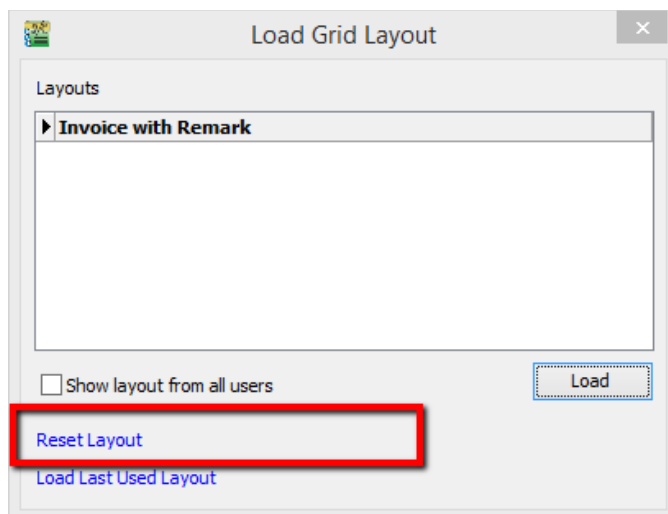 Load Grid Layout
Layouts
Invoice with Remark
Show layout from all users
Load
Reset Layout
Load Last Used Layout